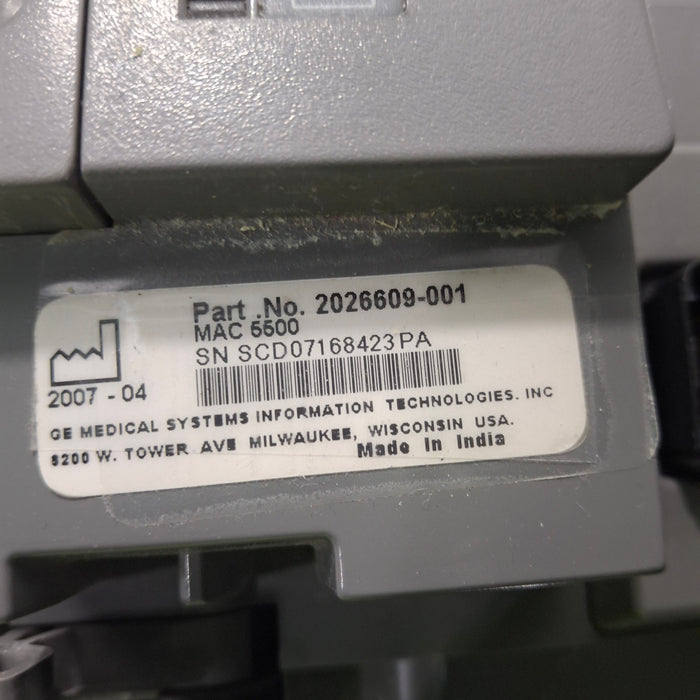 Part .No. 2026609-001
MAC 5500
SN SCD07168423PA
2007 - 04
GE MEDICAL SYSTEMS INFORMATION TECHNOLOGIES. INC
8200 W. TOWER AVE MILWAUKEE, WISCONSIN USA.
Made in India